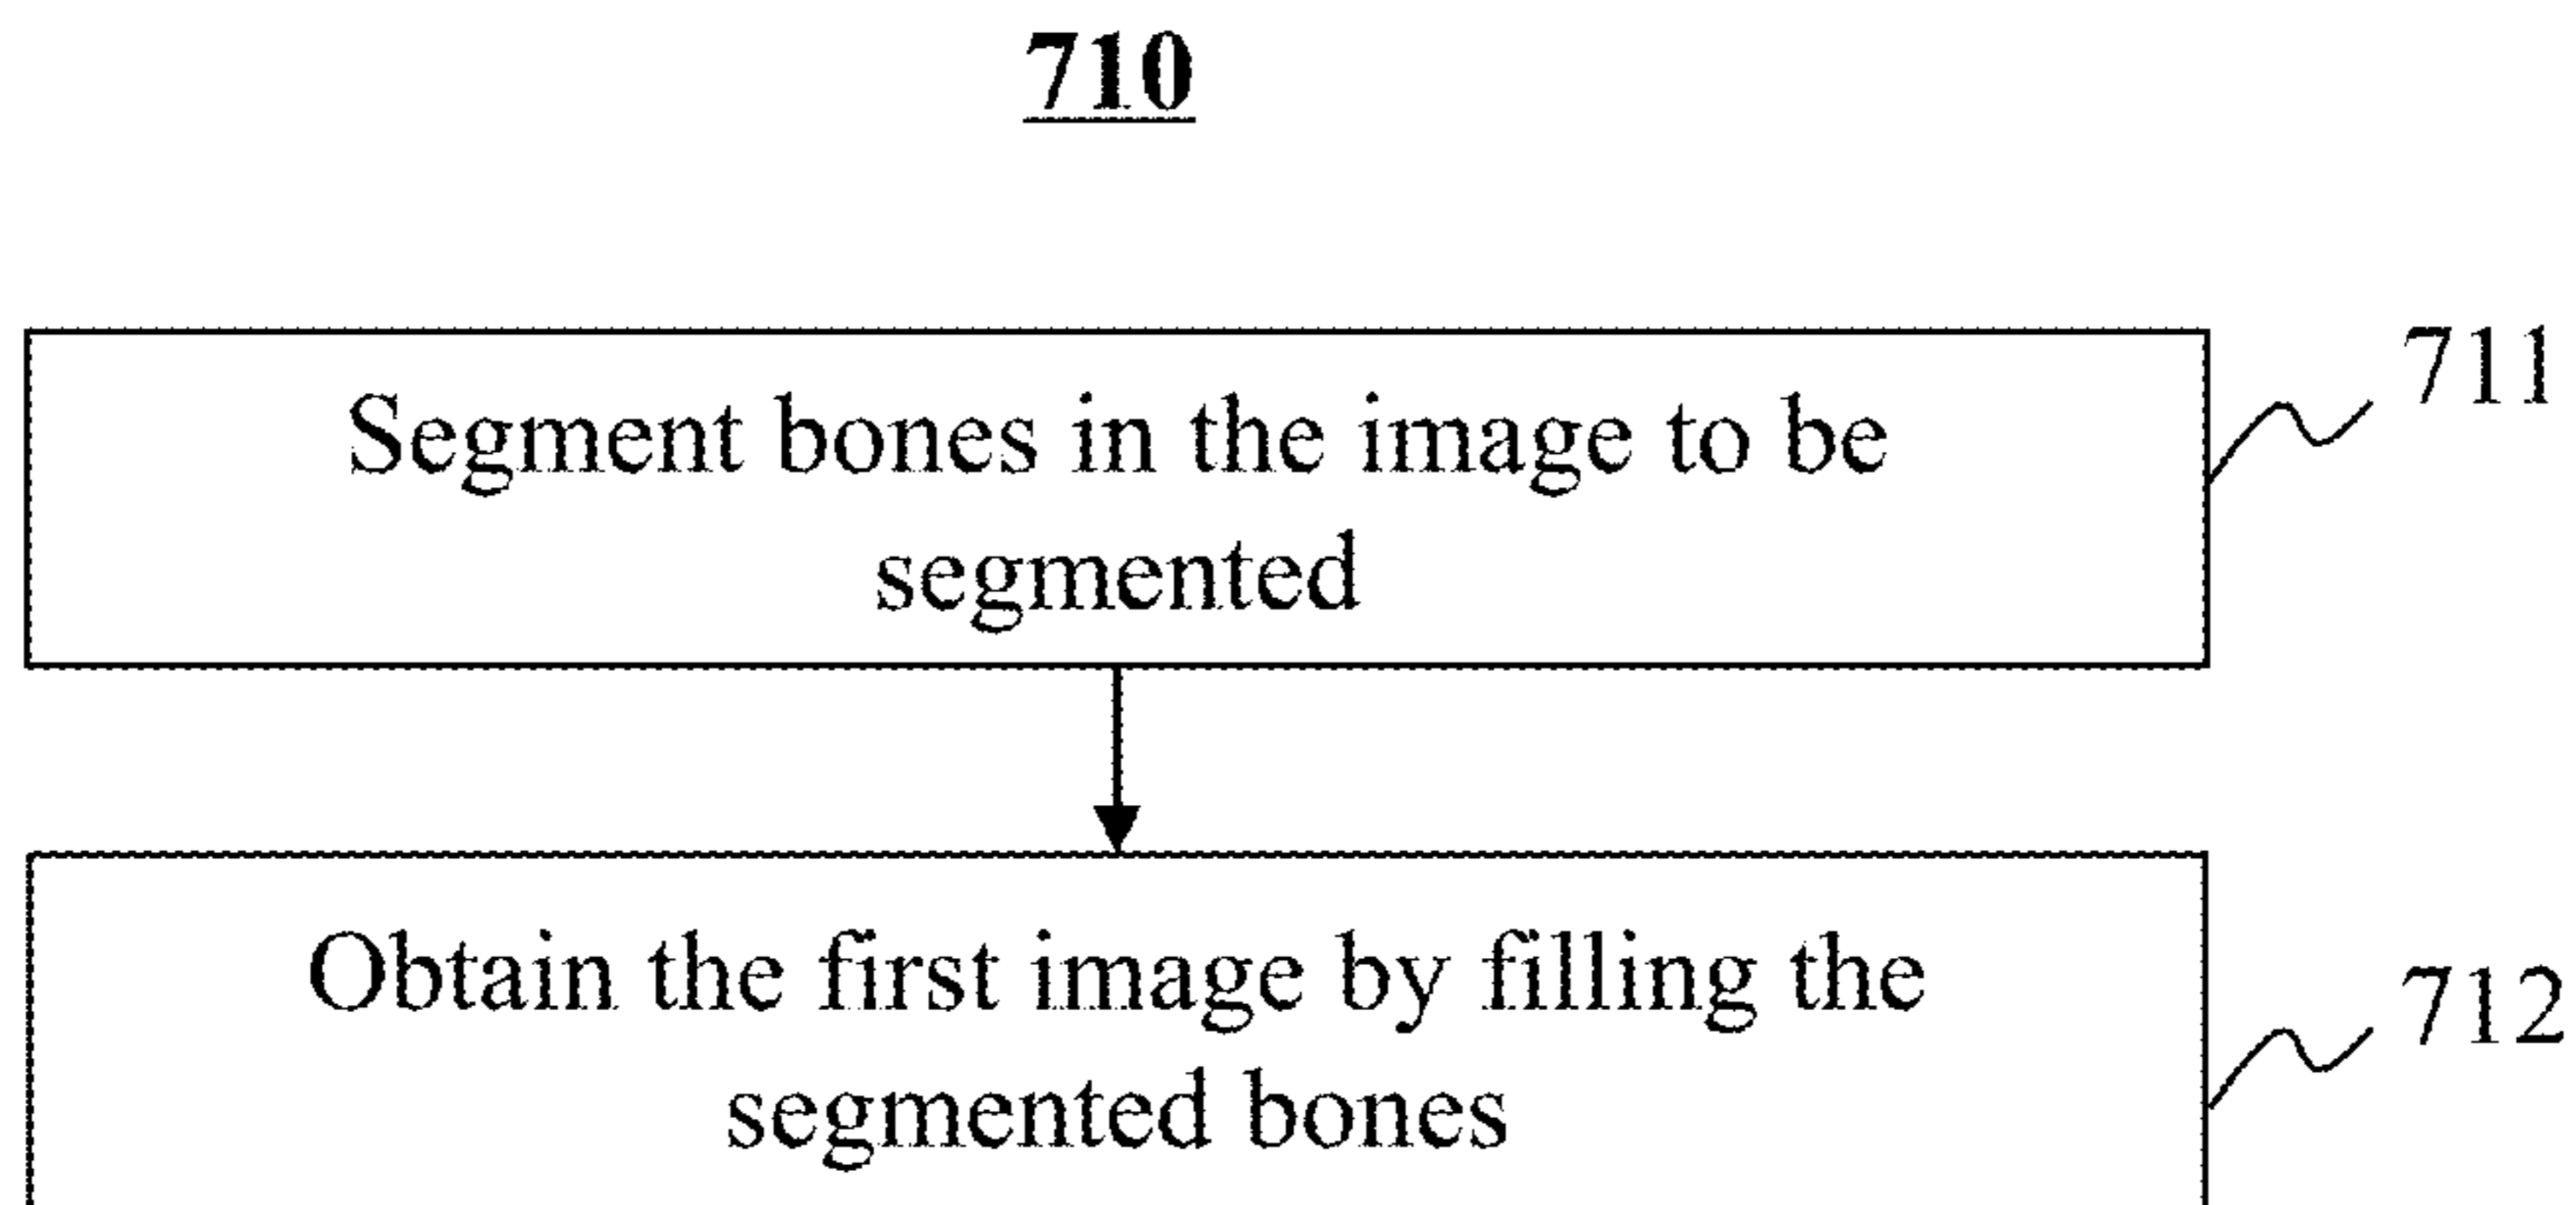 710
Segment bones in the image to be
segmented
711
Obtain the first image by filling the
segmented bones
712